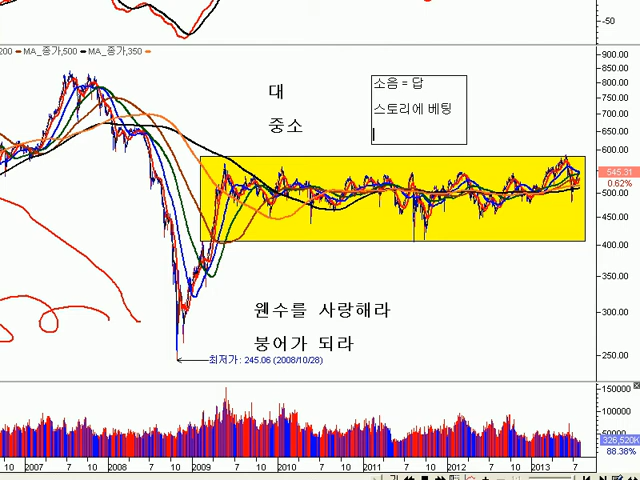 -50
200 MA_종가,500 MA_종가,350
900.00
850.00
800.00
750.00
700.00
650.00
600.00
545.31
0.62%
500.00
450.00
400.00
350.00
300.00
250.00
대
중소
소음 = 답
스토리에 베팅
웬수를 사랑해라
붕어가 되라
최저가: 245.06 (2008/10/28)
150000
100000
50000
326,520K
88.38%
10 2007 7 10 2008 7 10 2009 7 10 2010 7 10 2011 7 10 2012 7 10 2013 7